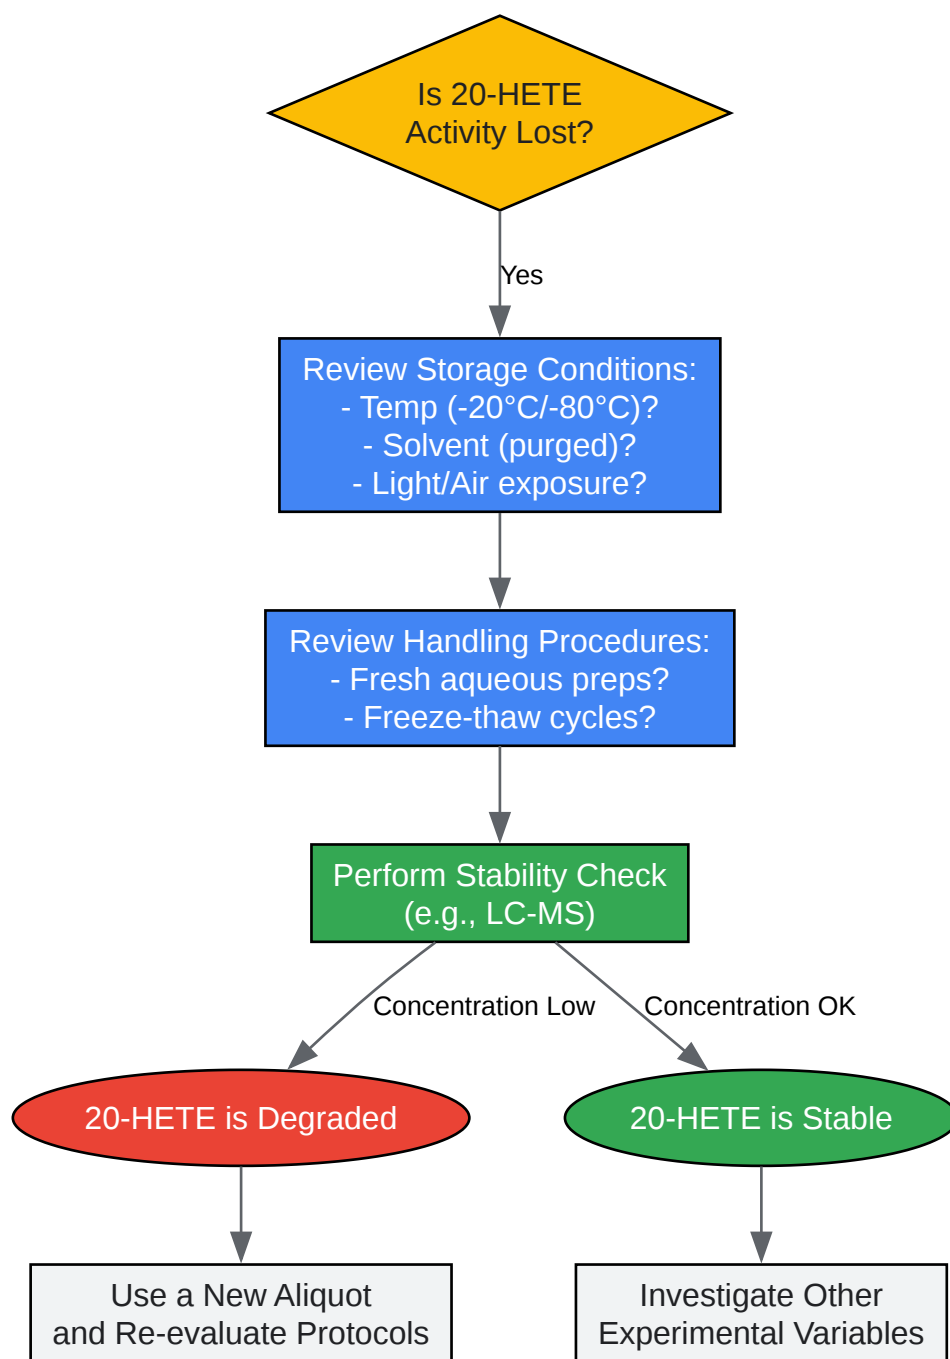 Is 20-HETE
Activity Lost?
Yes
Review Storage Conditions:
- Temp (-20°C/-80°C)?
- Solvent (purged)?
- Light/Air exposure?
Review Handling Procedures:
- Fresh aqueous preps?
- Freeze-thaw cycles?
Perform Stability Check
(e.g., LC-MS)
Concentration Low
Concentration OK
20-HETE is Degraded
20-HETE is Stable
Use a New Aliquot
and Re-evaluate Protocols
Investigate Other
Experimental Variables